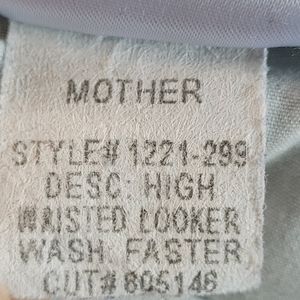 MOTHER
STYLE# 1221-299
DESC: HIGH
WAISTED LOOKER
WASH: FASTER
CUT# 805146